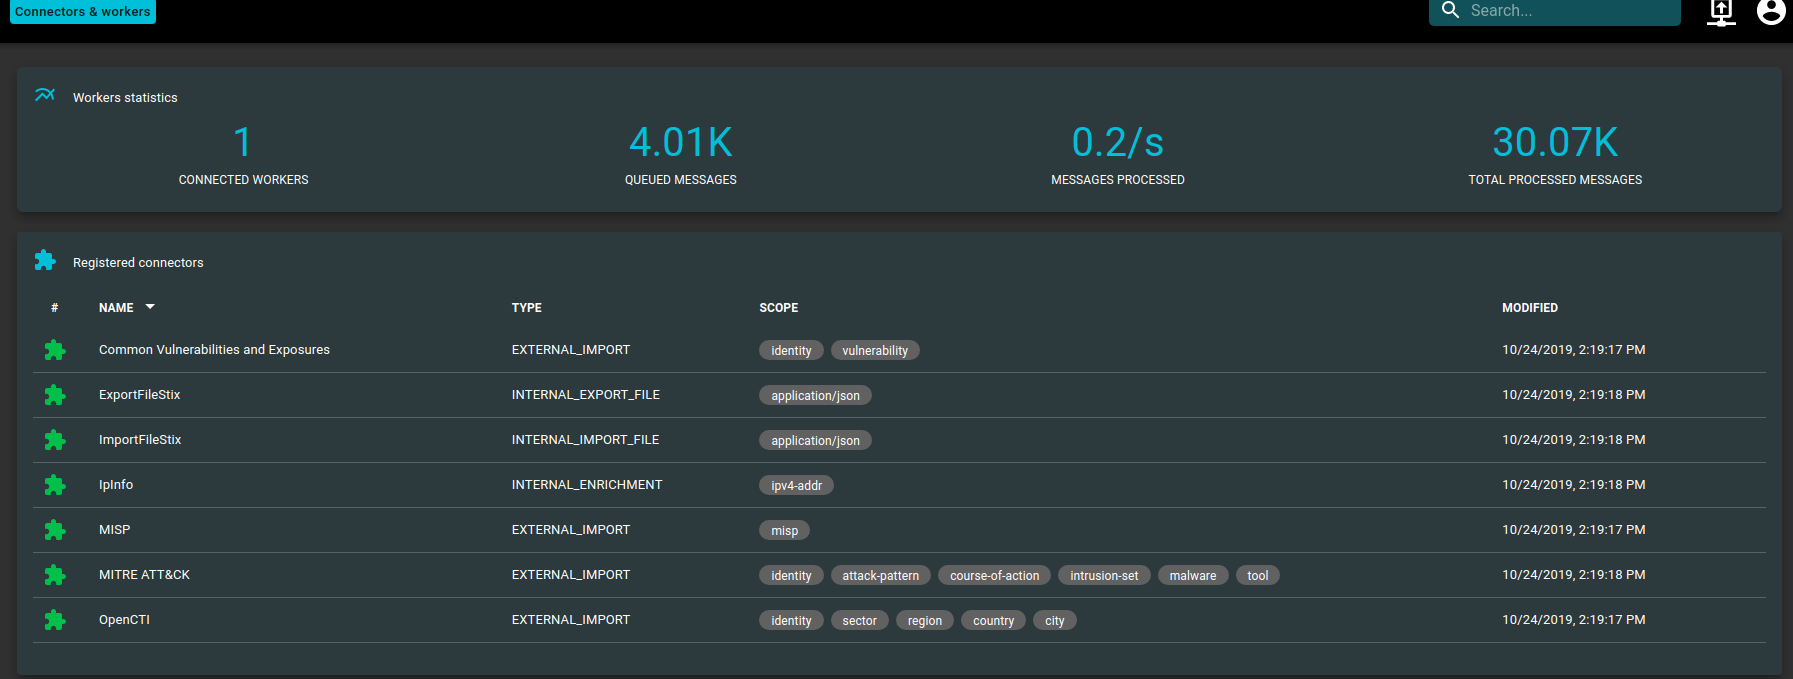 Connectors & workers
Search...
Workers statistics
1 4.01K 0.2/s 30.07K
CONNECTED WORKERS QUEUED MESSAGES MESSAGES PROCESSED TOTAL PROCESSED MESSAGES
Registered connectors
# NAME TYPE SCOPE MODIFIED
Common Vulnerabilities and Exposures EXTERNAL_IMPORT identity vulnerability 10/24/2019, 2:19:17 PM
ExportFileStix INTERNAL_EXPORT_FILE application/json 10/24/2019, 2:19:18 PM
ImportFileStix INTERNAL_IMPORT_FILE application/json 10/24/2019, 2:19:18 PM
IpInfo INTERNAL_ENRICHMENT ipv4-addr 10/24/2019, 2:19:18 PM
MISP EXTERNAL_IMPORT misp 10/24/2019, 2:19:17 PM
MITRE ATT&CK EXTERNAL_IMPORT identity attack-pattern course-of-action intrusion-set malware tool 10/24/2019, 2:19:18 PM
OpenCTI EXTERNAL_IMPORT identity sector region country city 10/24/2019, 2:19:17 PM